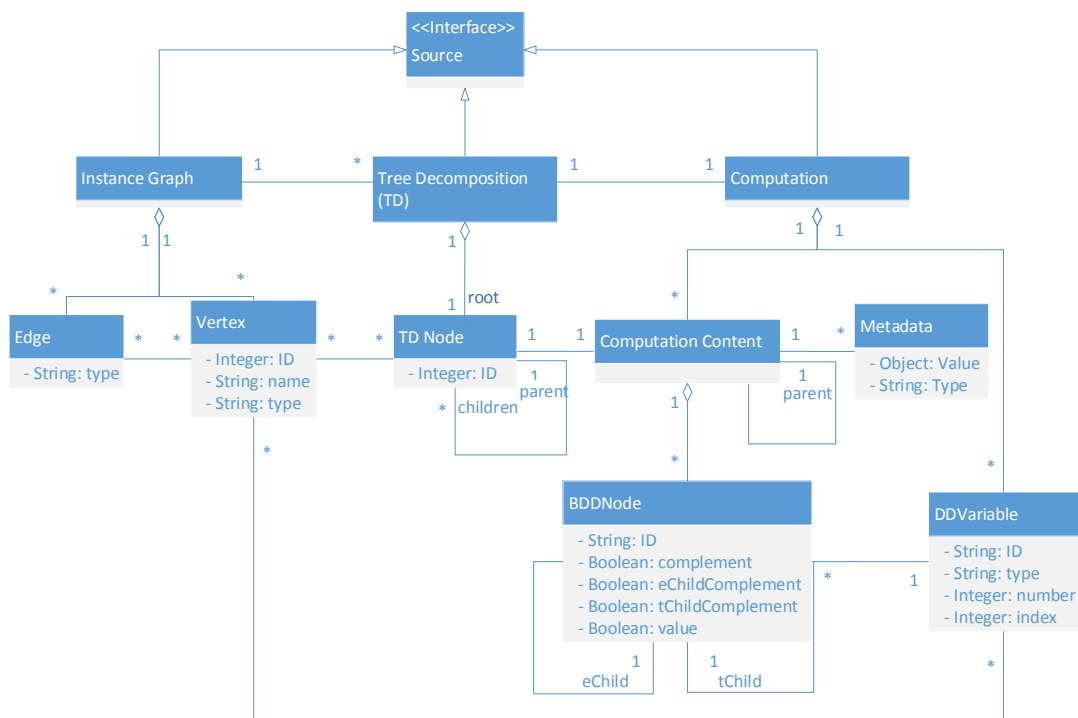 <<Interface>>
Source
Instance Graph
1
*
Tree Decomposition
(TD)
1
1
Computation
1
1
1
1
1
*
*
1
root
*
Edge
- String: type
*
*
Vertex
- Integer: ID
- String: name
- String: type
*
*
TD Node
- Integer: ID
1
1
Computation Content
1
*
Metadata
- Object: Value
- String: Type
1
parent
*
children
1
parent
1
*
*
*
BDDNode
- String: ID
- Boolean: complement
- Boolean: eChildComplement
- Boolean: tChildComplement
- Boolean: value
*
1
DDVariable
- String: ID
- String: type
- Integer: number
- Integer: index
1
eChild
1
tChild
*